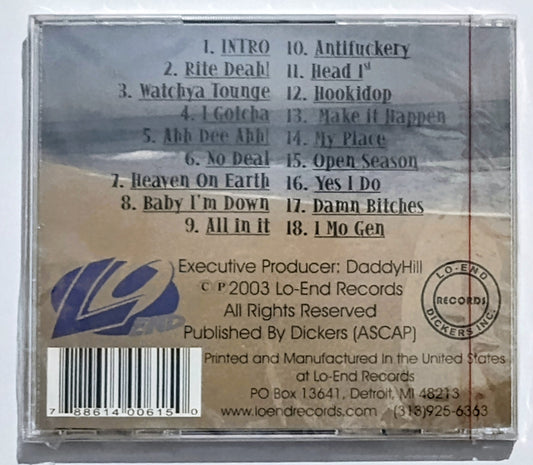 1. INTRO
2. Rite Deah!
3. Watchya Tounge
4. I Gotcha
5. Ahh Dee Ahh!
6. No Deal
7. Heaven On Earth
8. Baby I'm Down
9. All in it
10. Antifuckery
11. Head 1st
12. Hookidop
13. Make it Happen
14. My Place
15. Open Season
16. Yes I Do
17. Damn Bitches
18. I Mo Gen
Executive Producer: DaddyHill
© ℗ 2003 Lo-End Records
All Rights Reserved
Published By Dickers (ASCAP)
Printed and Manufactured In the United States
at Lo-End Records
PO Box 13641, Detroit, MI 48213
www.loendrecords.com (313)925-6363
END
LO-END
RECORDS
DICKERS INC.
7 88614 00615 0